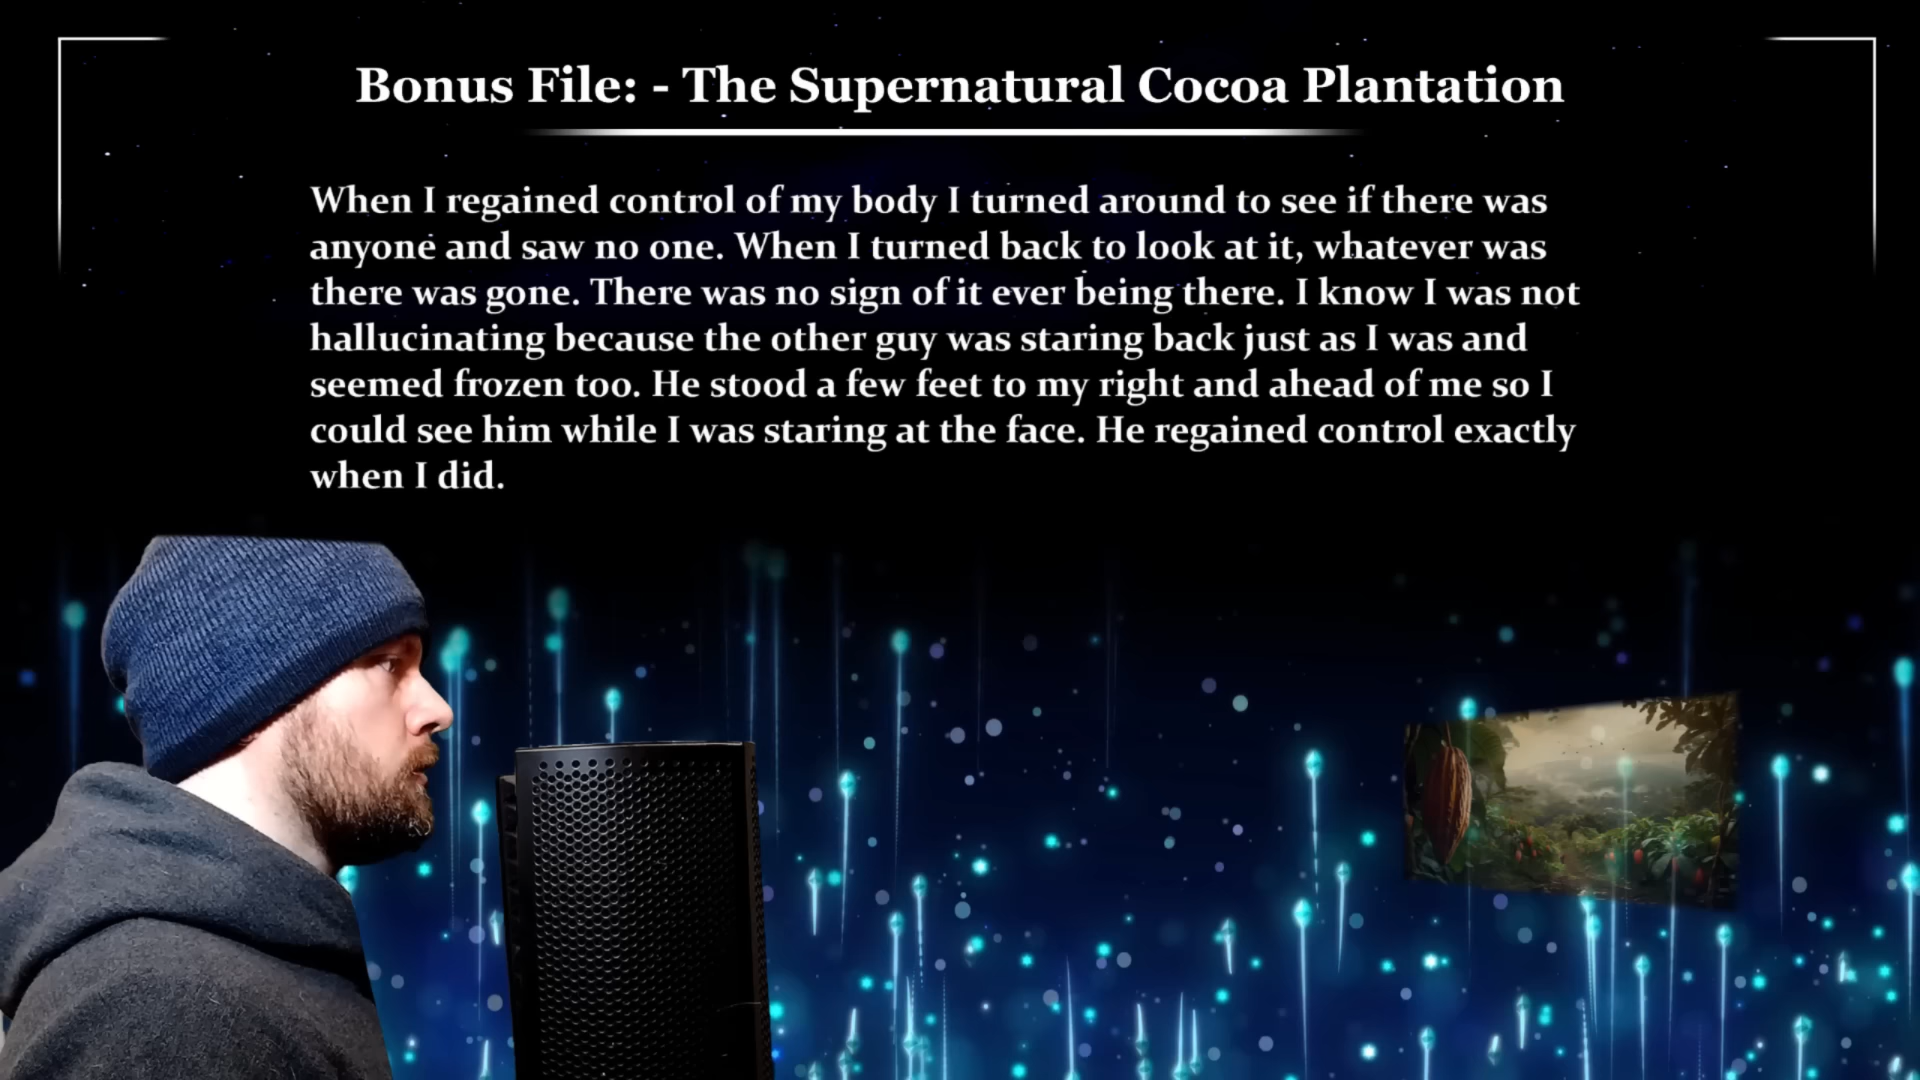 Bonus File: - The Supernatural Cocoa Plantation
When I regained control of my body I turned around to see if there was
anyone and saw no one. When I turned back to look at it, whatever was
there was gone. There was no sign of it ever being there. I know I was not
hallucinating because the other guy was staring back just as I was and
seemed frozen too. He stood a few feet to my right and ahead of me so I
could see him while I was staring at the face. He regained control exactly
when I did.